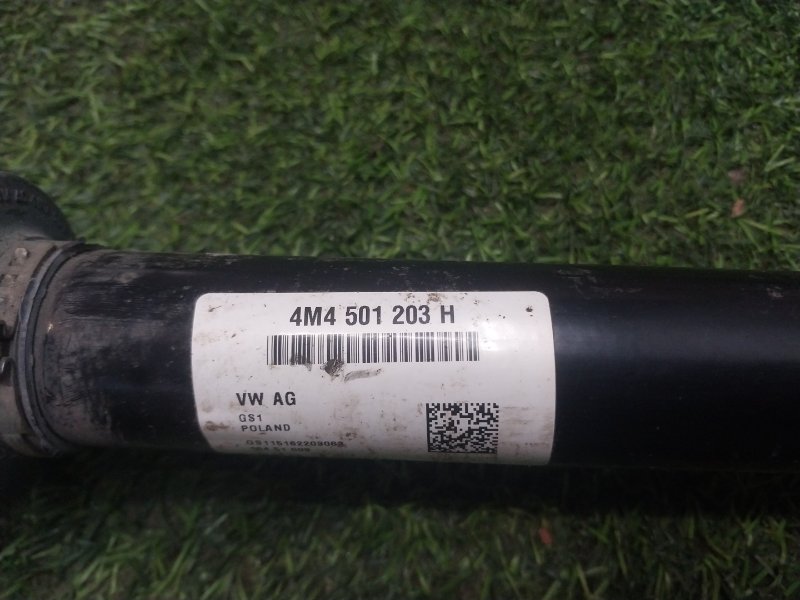 4M4 501 203 H
VW AG
GS1
POLAND